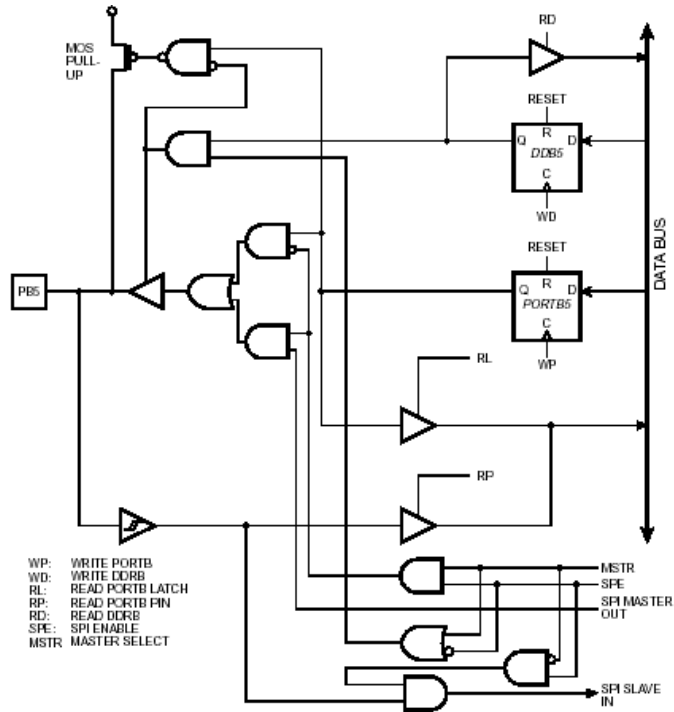 RD
MOS
PULL-
UP
RESET
R
Q
D
DDB5
C
WD
DATA BUS
RESET
PB5
R
Q
D
PORTB5
C
WP
RL
RP
WP: WRITE PORTB
WD: WRITE DDRB
RL: READ PORTB LATCH
RP: READ PORTB PIN
RD: READ DDRB
SPE: SPI ENABLE
MSTR MASTER SELECT
MSTR
SPE
SPI MASTER
OUT
SPI SLAVE
IN